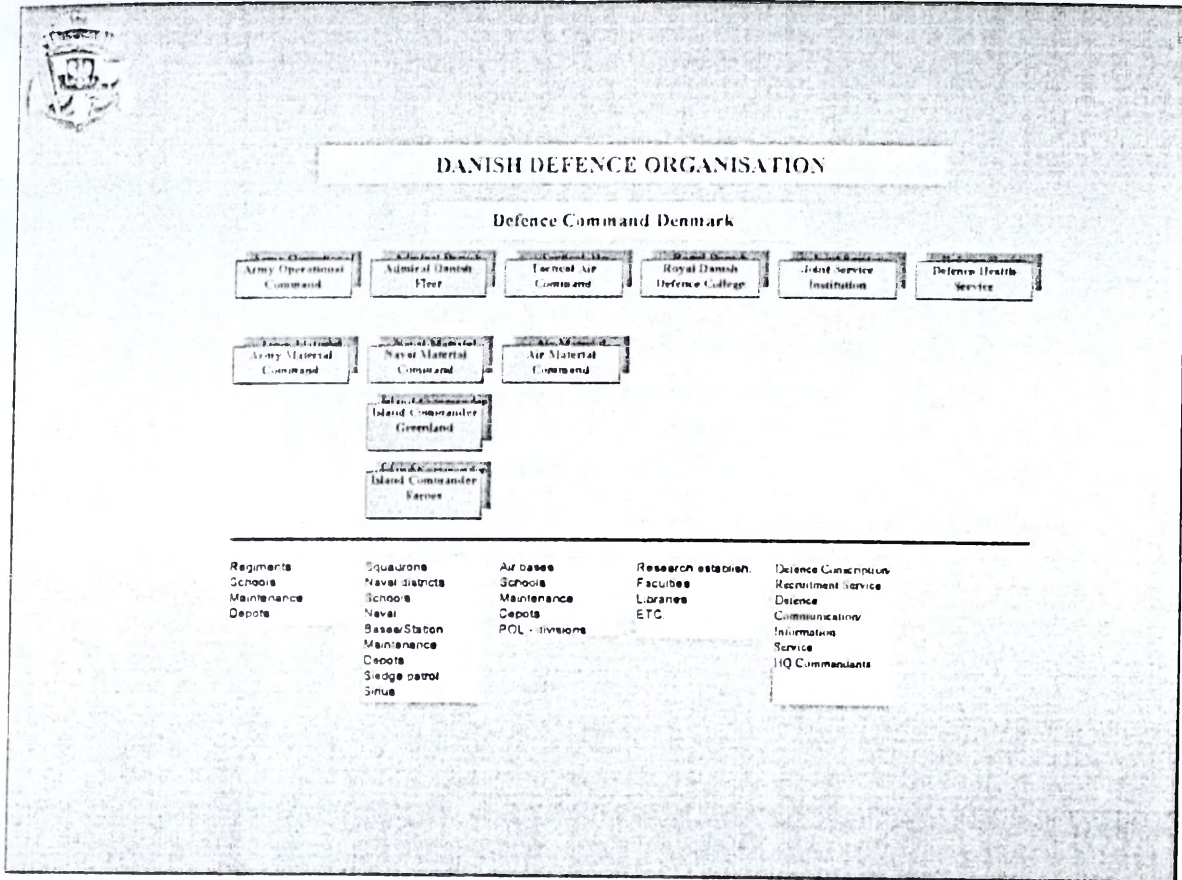 DANISH DEFENCE ORGANISATION
Defence Command Denmark
Army Operational
Command
Admiral Danish
Fleet
Tactical Air
Command
Royal Danish
Defence College
Joint Service
Institution
Defence Health
Service
Army Material
Command
Naval Material
Command
Air Material
Command
Island Commander
Greenland
Island Commander
Faroes
Regiments
Schools
Maintenance
Depots
Squadrons
Naval districts
Schools
Naval
Bases/Station
Maintenance
Depots
Sledge patrol
Sirius
Air bases
Schools
Maintenance
Depots
POL - divisions
Research establish.
Faculties
Libraries
ETC.
Defence Conscription/
Recruitment Service
Defence
Communication/
Information
Service
HQ Commandants